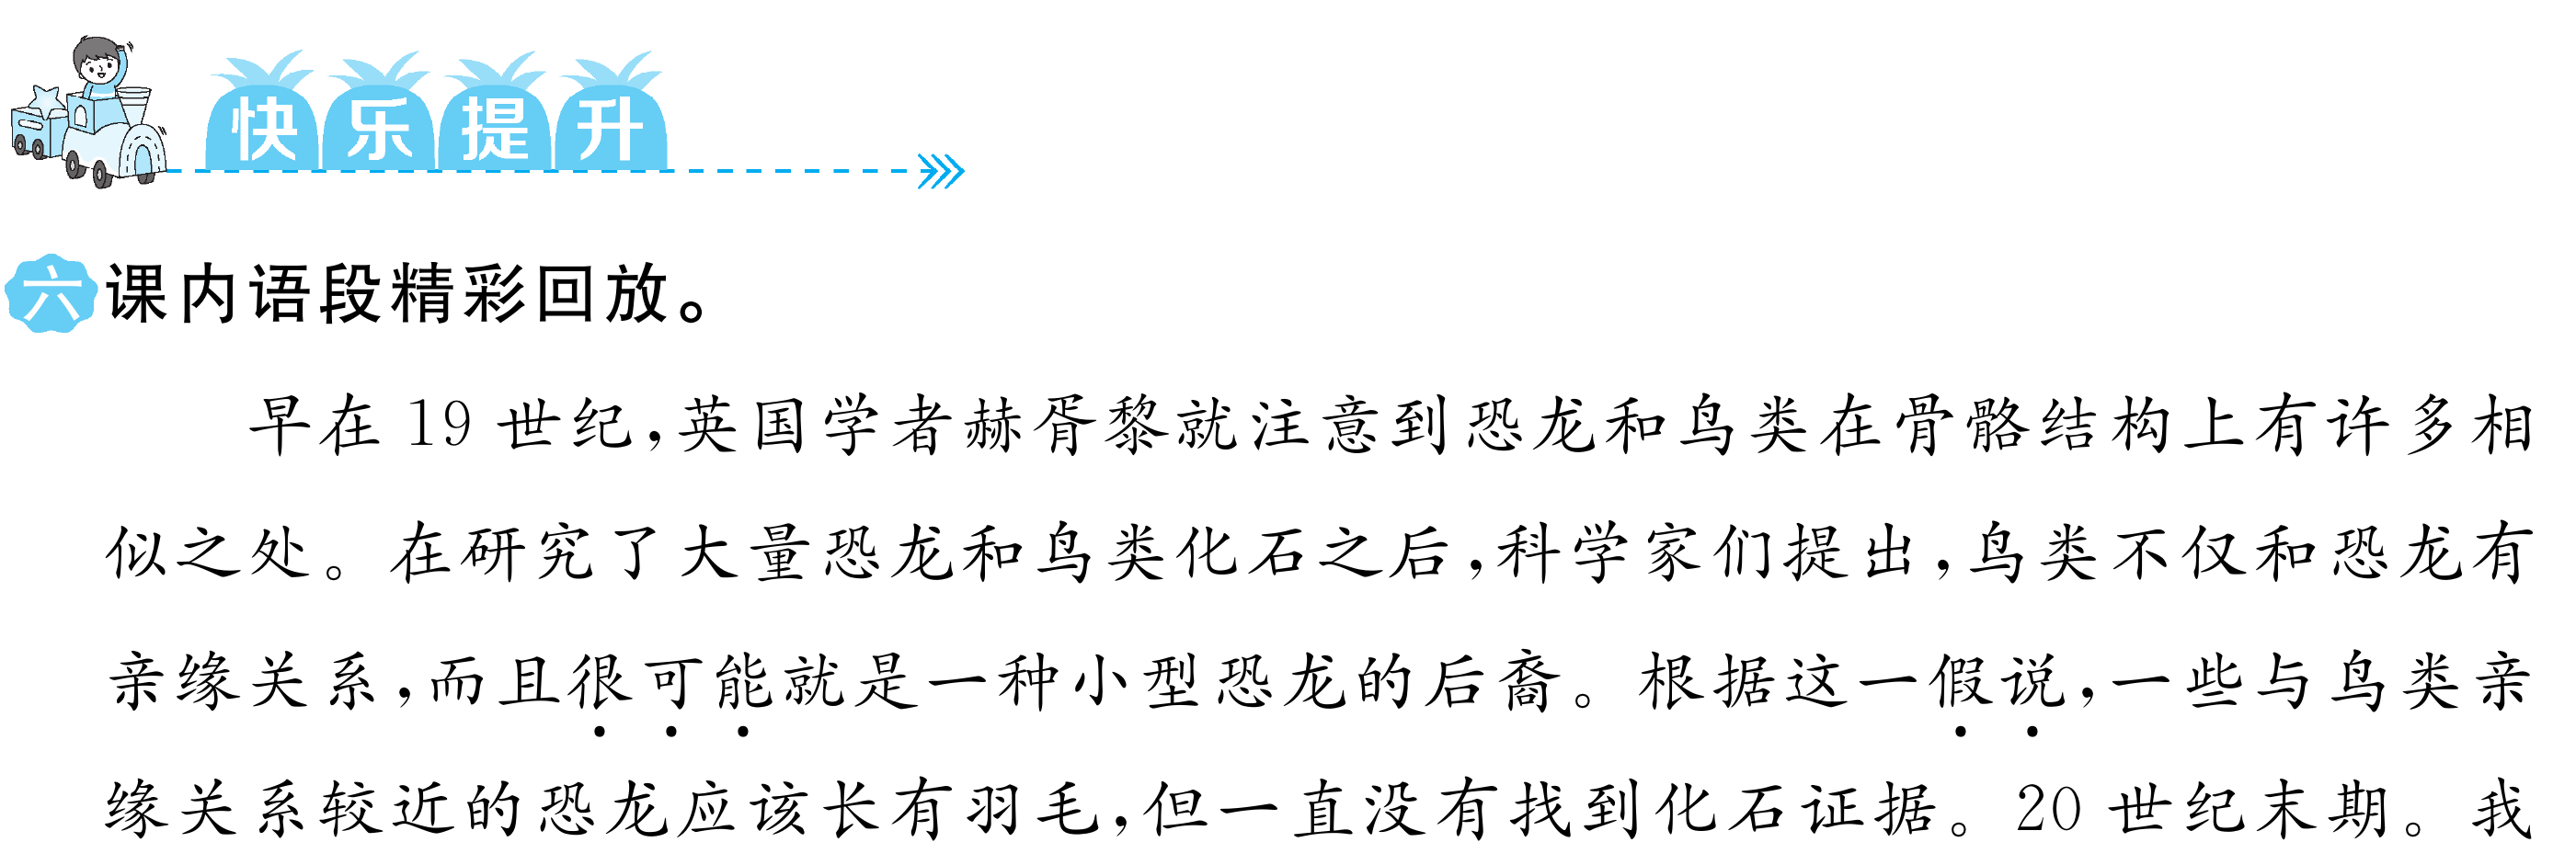 快乐提升
六 课内语段精彩回放。
早在 19 世纪,英国学者赫胥黎就注意到恐龙和鸟类在骨骼结构上有许多相
似之处。在研究了大量恐龙和鸟类化石之后,科学家们提出,鸟类不仅和恐龙有
亲缘关系,而且很可能就是一种小型恐龙的后裔。根据这一假说,一些与鸟类亲
缘关系较近的恐龙应该长有羽毛,但一直没有找到化石证据。20 世纪末期。我